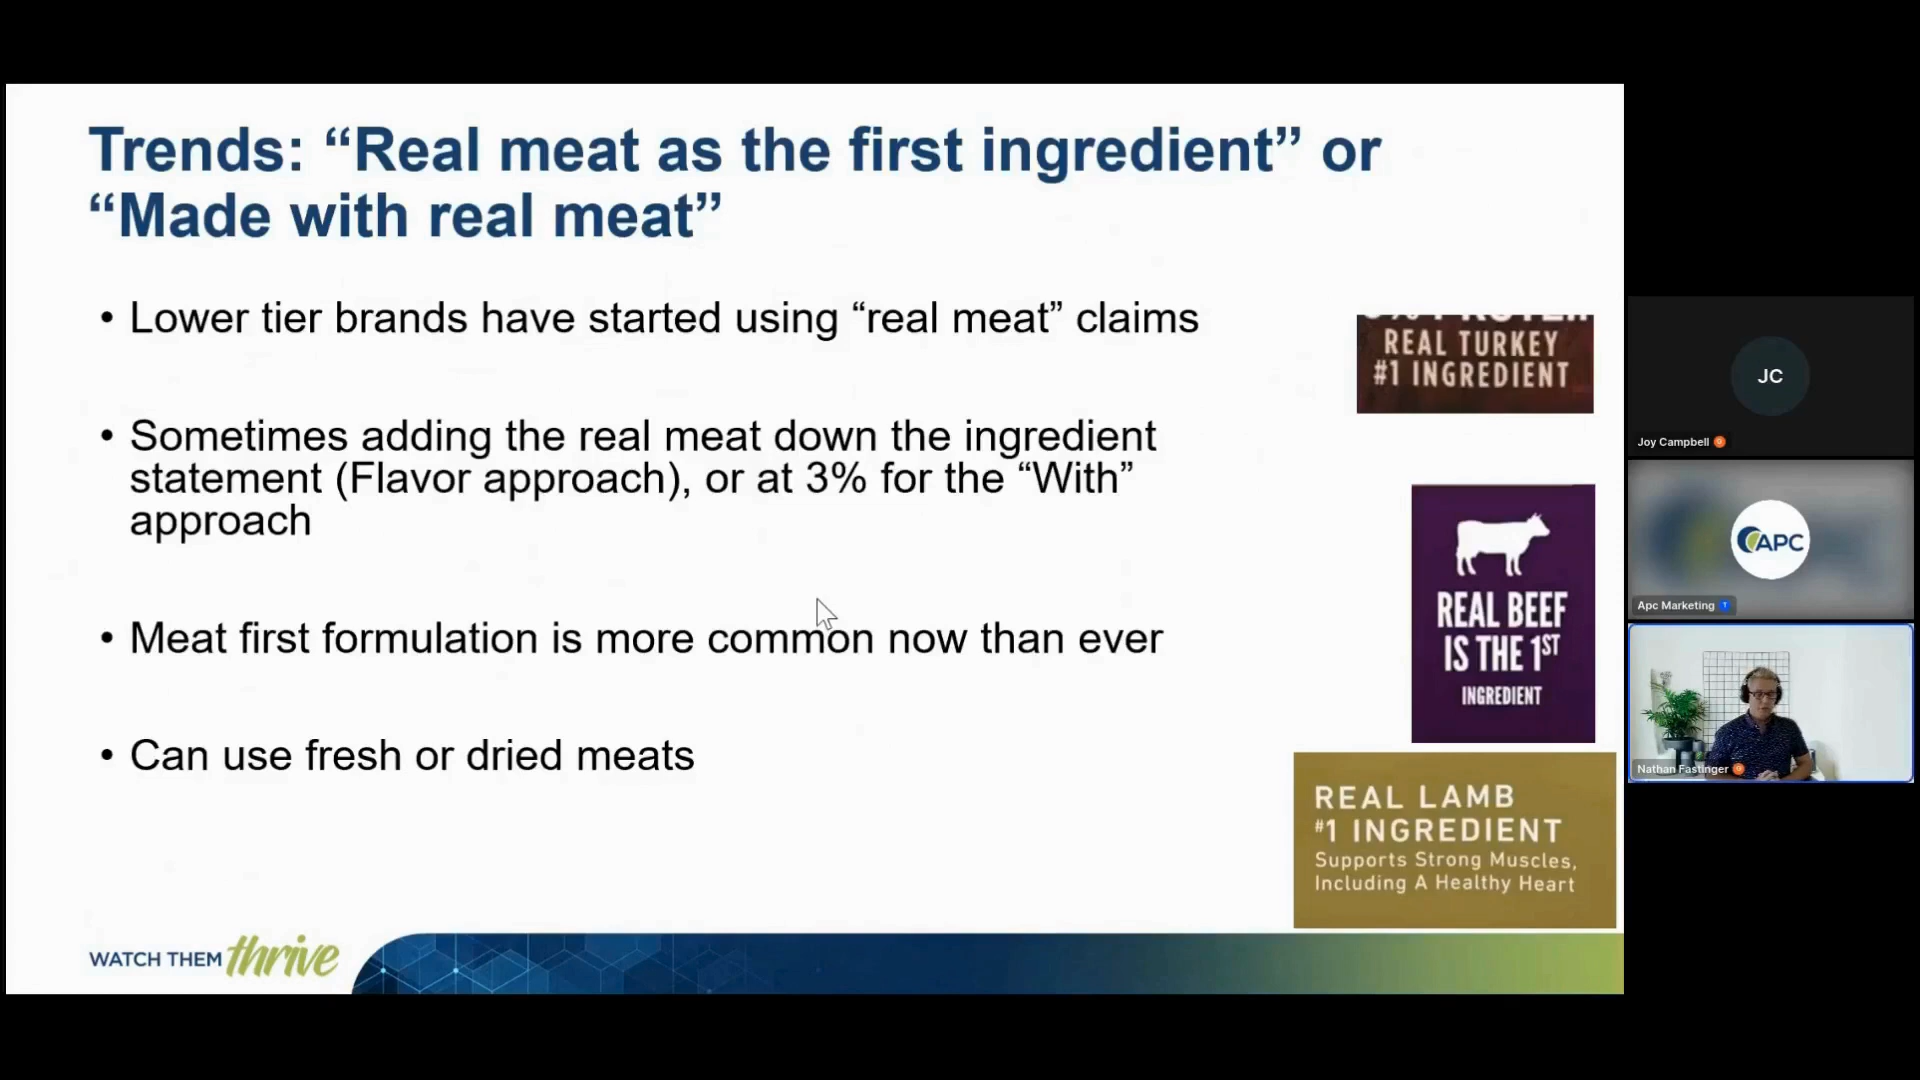 Trends: “Real meat as the first ingredient” or
“Made with real meat”
• Lower tier brands have started using “real meat” claims
• Sometimes adding the real meat down the ingredient
statement (Flavor approach), or at 3% for the “With”
approach
• Meat first formulation is more common now than ever
• Can use fresh or dried meats
REAL TURKEY
#1 INGREDIENT
REAL BEEF
IS THE 1ST
INGREDIENT
REAL LAMB
#1 INGREDIENT
Supports Strong Muscles,
Including A Healthy Heart
WATCH THEM thrive
JC
Joy Campbell
APC
Apc Marketing
Nathan Fastinger